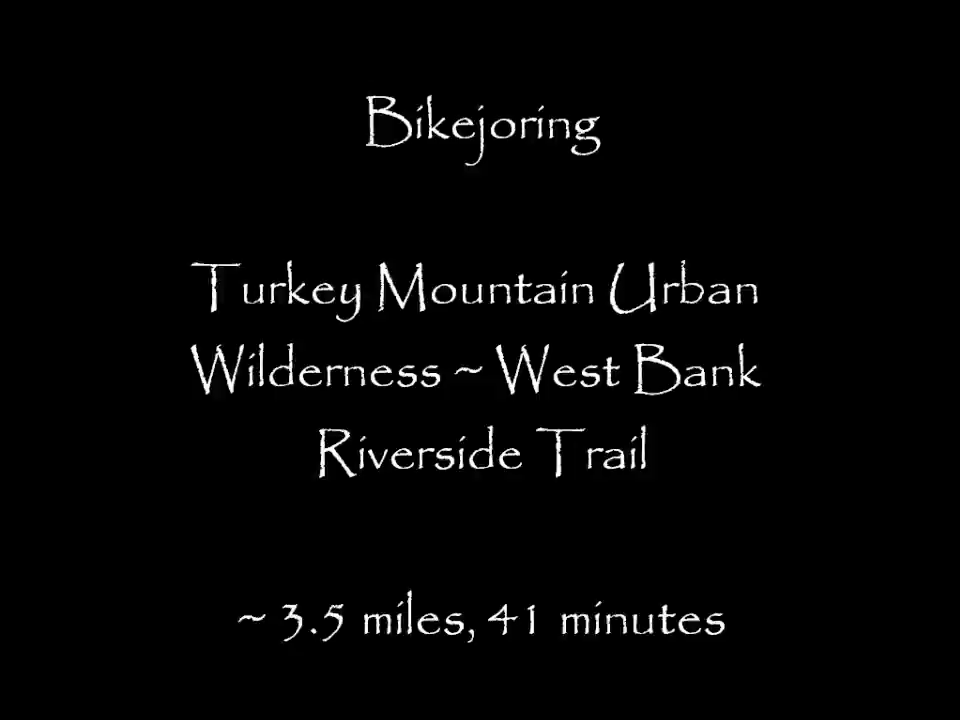 Bikejoring
Turkey Mountain Urban
Wilderness ~ West Bank
Riverside Trail
~ 3.5 miles, 41 minutes